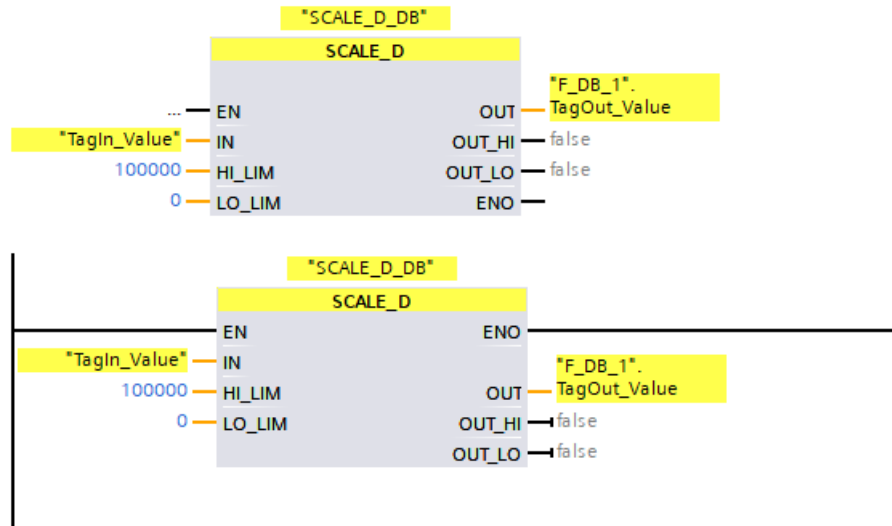 "SCALE_D_DB"
SCALE_D
... EN OUT "F_DB_1".
TagOut_Value
"TagIn_Value" IN OUT_HI false
100000 HI_LIM OUT_LO false
0 LO_LIM ENO
"SCALE_D_DB"
SCALE_D
EN ENO
"TagIn_Value" IN
100000 HI_LIM OUT "F_DB_1".
TagOut_Value
0 LO_LIM OUT_HI false
OUT_LO false